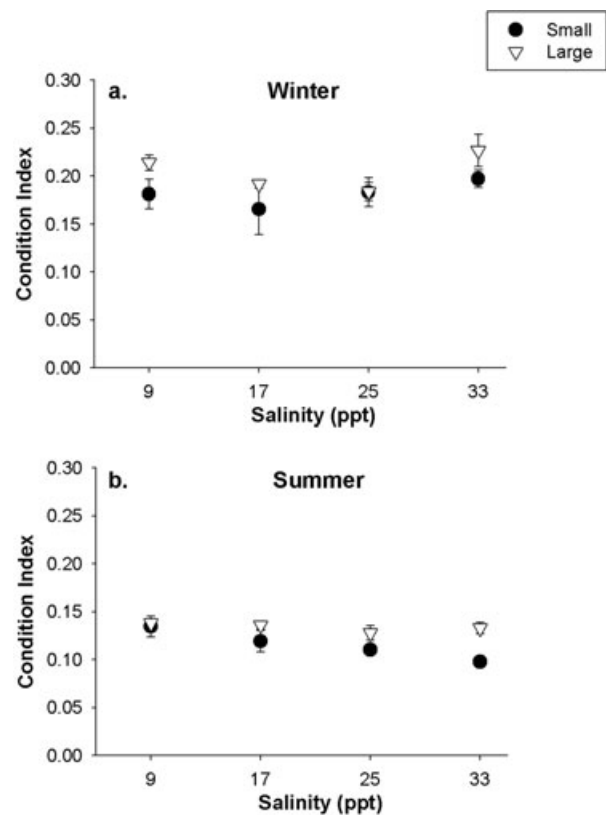 Small
Large
a.
Winter
0.30
0.25
0.20
0.15
0.10
0.05
0.00
Condition Index
9 17 25 33
Salinity (ppt)
b.
Summer
0.30
0.25
0.20
0.15
0.10
0.05
0.00
Condition Index
9 17 25 33
Salinity (ppt)